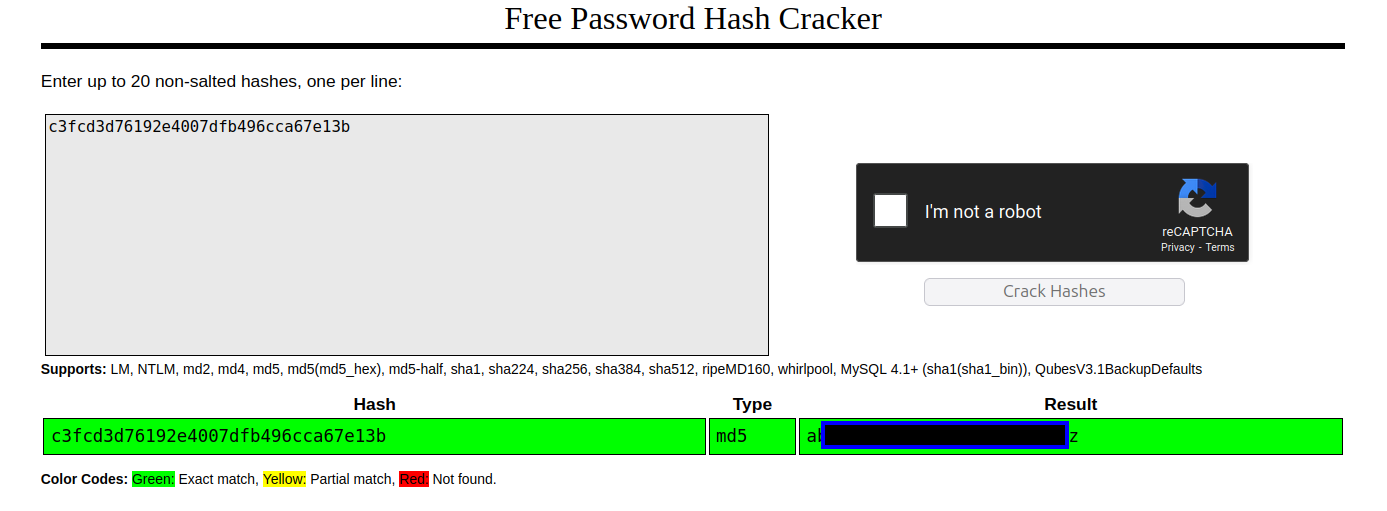 Free Password Hash Cracker
Enter up to 20 non-salted hashes, one per line:
c3fcd3d76192e4007dfb496cca67e13b
I'm not a robot
reCAPTCHA
Privacy - Terms
Crack Hashes
Supports: LM, NTLM, md2, md4, md5, md5(md5_hex), md5-half, sha1, sha224, sha256, sha384, sha512, ripeMD160, whirlpool, MySQL 4.1+ (sha1(sha1_bin)), QubesV3.1BackupDefaults
Hash Type Result
c3fcd3d76192e4007dfb496cca67e13b md5
Color Codes: Green: Exact match, Yellow: Partial match, Red: Not found.